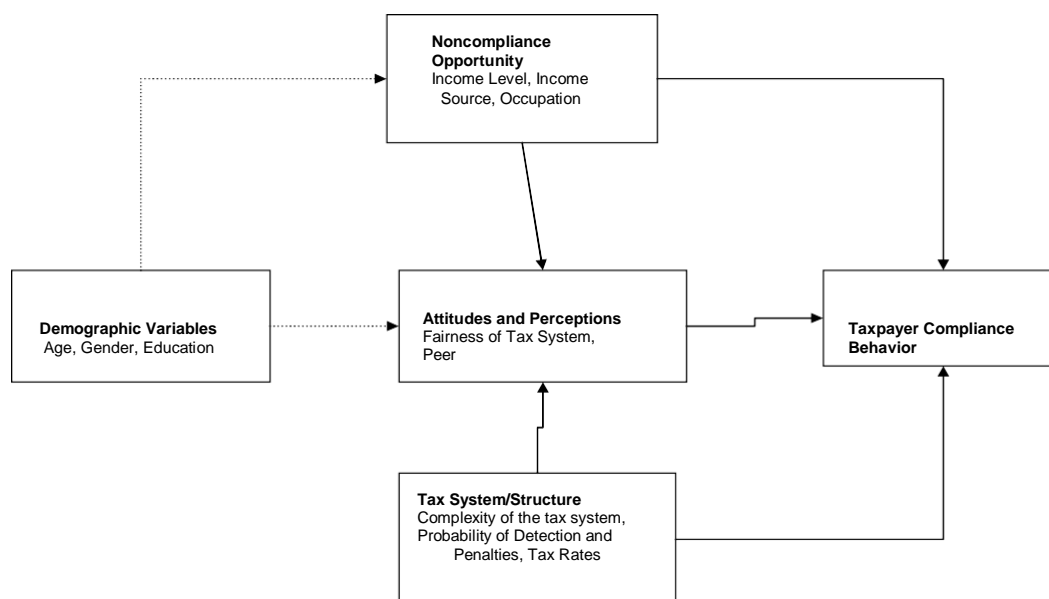 Noncompliance
Opportunity
Income Level, Income
Source, Occupation
Demographic Variables
Age, Gender, Education
Attitudes and Perceptions
Fairness of Tax System,
Peer
Taxpayer Compliance
Behavior
Tax System/Structure
Complexity of the tax system,
Probability of Detection and
Penalties, Tax Rates